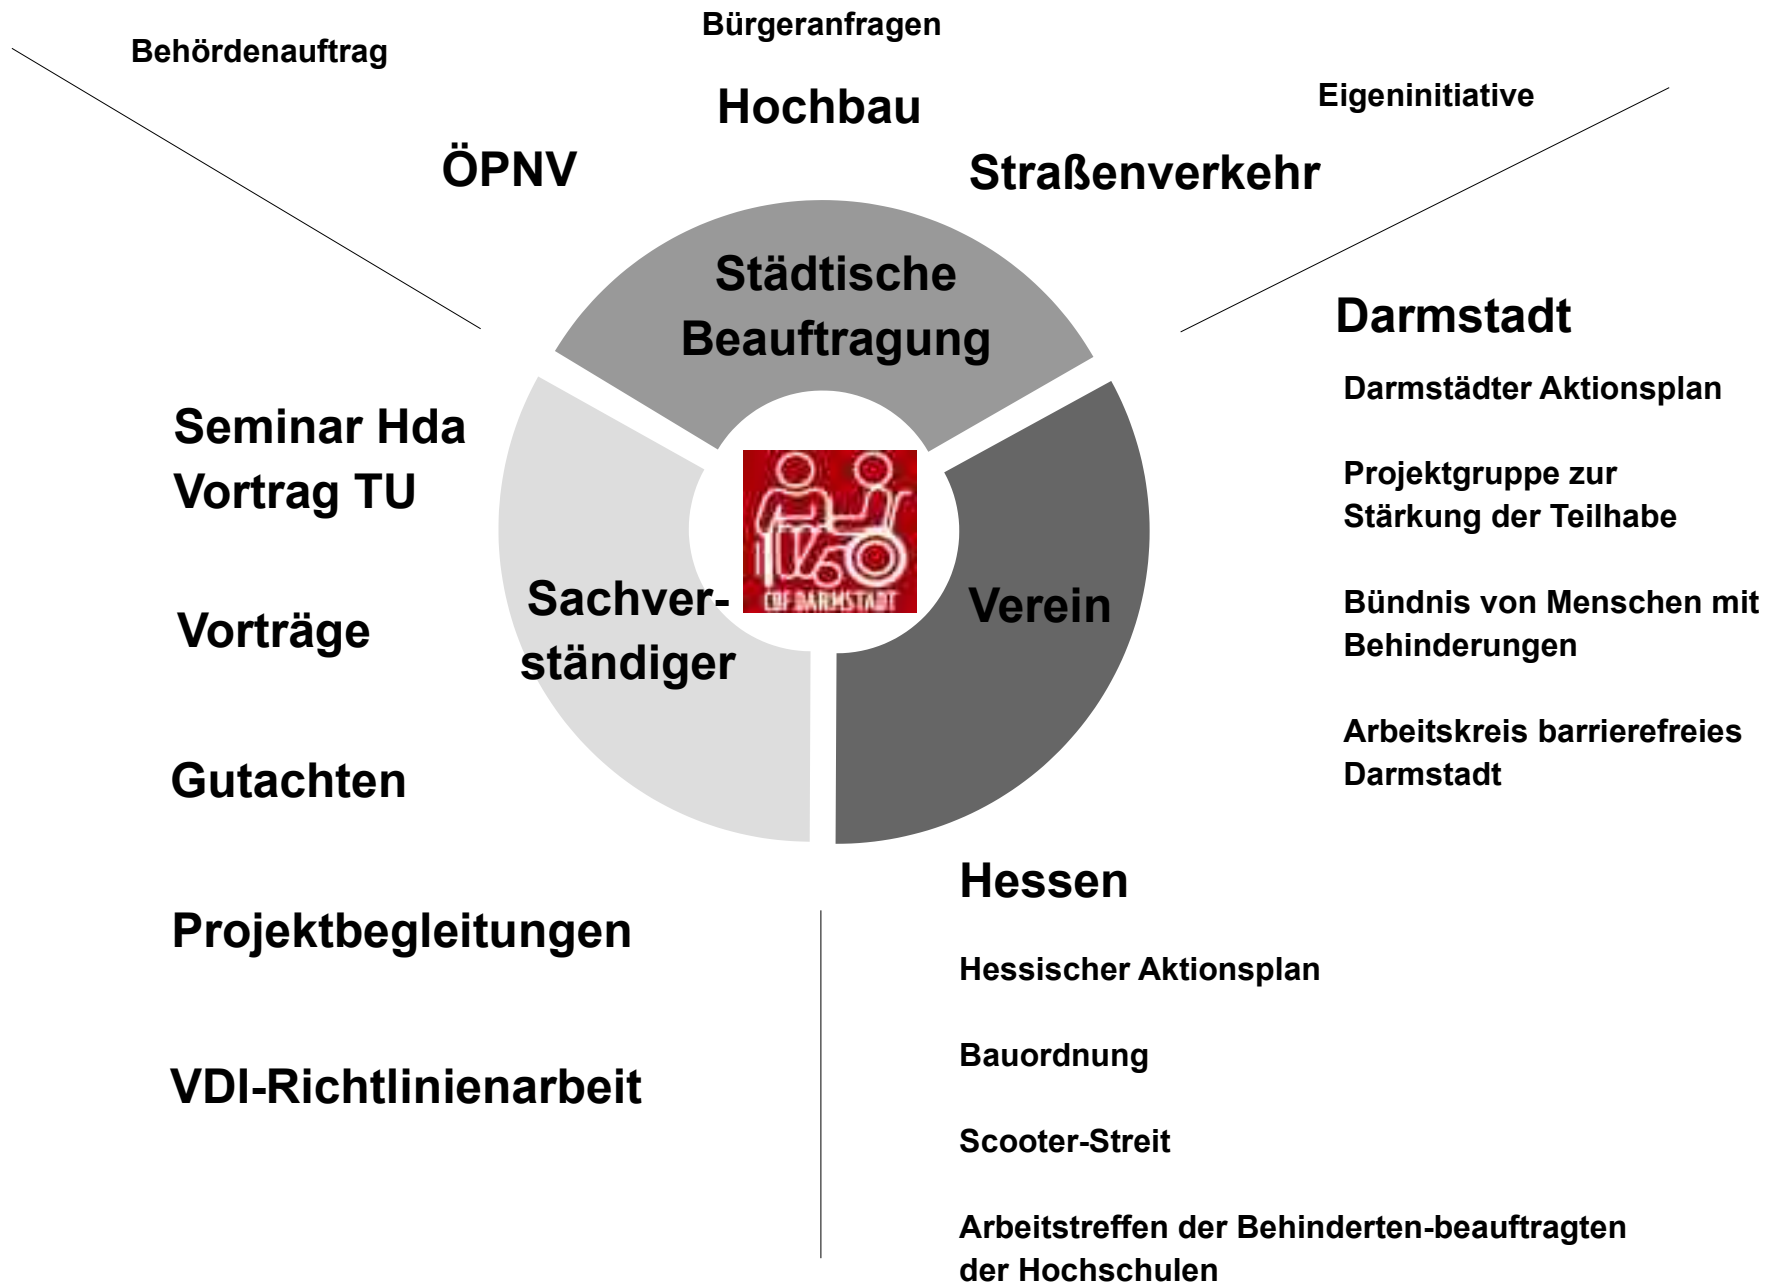 Behördenauftrag
Bürgeranfragen
Eigeninitiative
Hochbau
ÖPNV
Straßenverkehr
Städtische
Beauftragung
Seminar Hda
Vortrag TU
Vorträge
Gutachten
Projektbegleitungen
VDI-Richtlinienarbeit
Sachver-
ständiger
CBF DARMSTADT
Verein
Darmstadt
Darmstädter Aktionsplan
Projektgruppe zur
Stärkung der Teilhabe
Bündnis von Menschen mit
Behinderungen
Arbeitskreis barrierefreies
Darmstadt
Hessen
Hessischer Aktionsplan
Bauordnung
Scooter-Streit
Arbeitstreffen der Behinderten-beauftragten
der Hochschulen